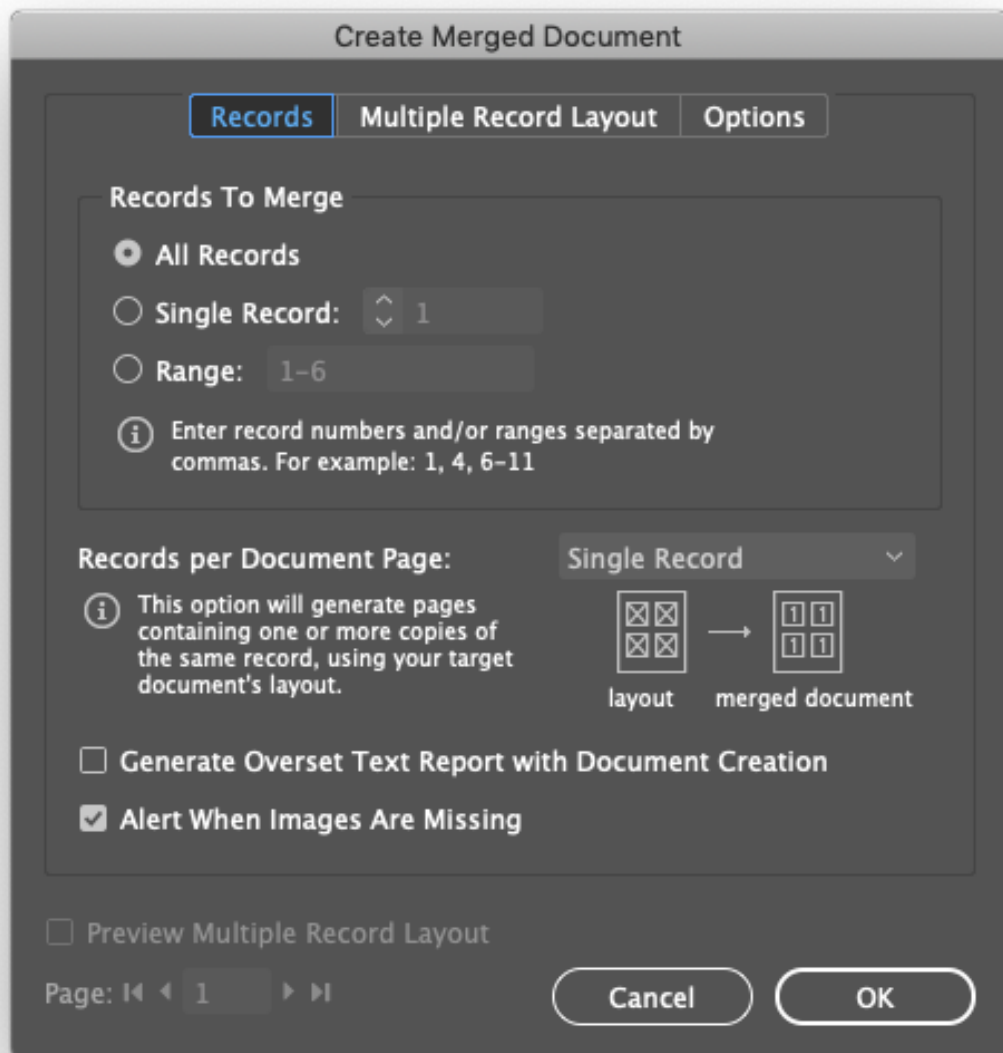 Create Merged Document
Records Multiple Record Layout Options
Records To Merge
All Records
Single Record: 1
Range: 1-6
Enter record numbers and/or ranges separated by
commas. For example: 1, 4, 6-11
Records per Document Page: Single Record
This option will generate pages
containing one or more copies of
the same record, using your target
document's layout.
1 1
1 1
layout merged document
Generate Overset Text Report with Document Creation
Alert When Images Are Missing
Preview Multiple Record Layout
Page: 1
Cancel OK